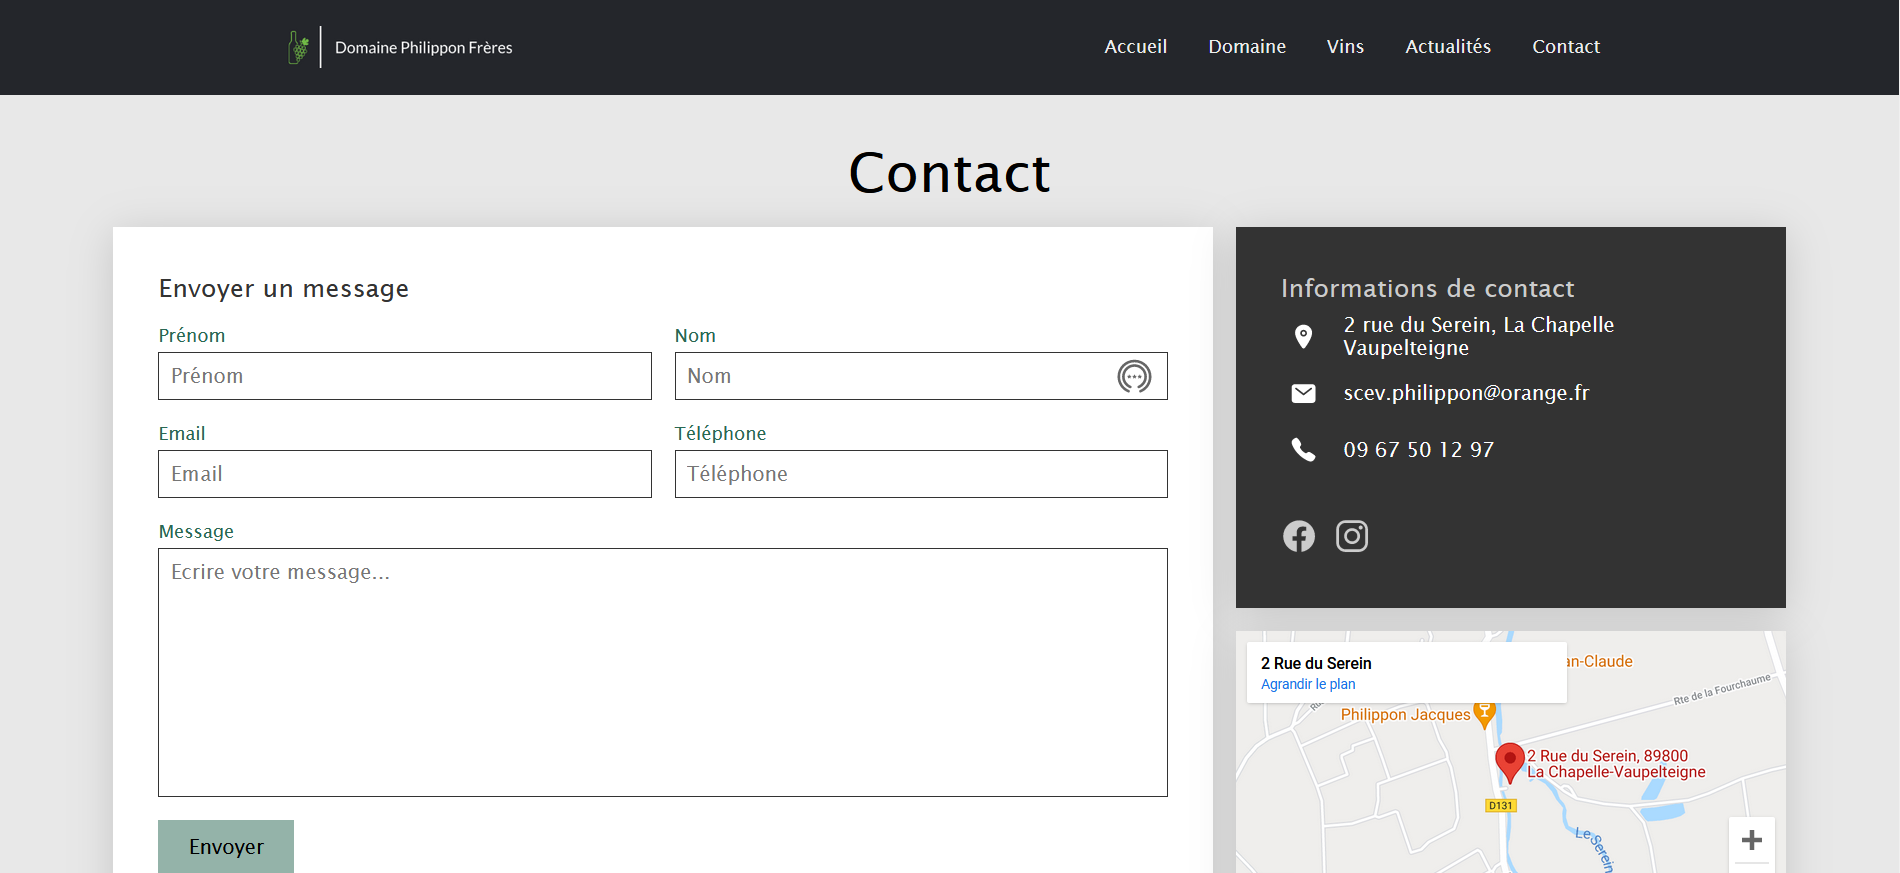 Domaine Philippon Frères
Accueil Domaine Vins Actualités Contact
Contact
Envoyer un message
Prénom
Prénom
Nom
Nom
Email
Email
Téléphone
Téléphone
Message
Ecrire votre message...
Envoyer
Informations de contact
2 rue du Serein, La Chapelle
Vaupelteigne
scev.philippon@orange.fr
09 67 50 12 97
2 Rue du Serein
Agrandir le plan
an-Claude
Rte de la Fourchaume
Philippon Jacques
2 Rue du Serein, 89800
La Chapelle-Vaupelteigne
D131
Le Serein